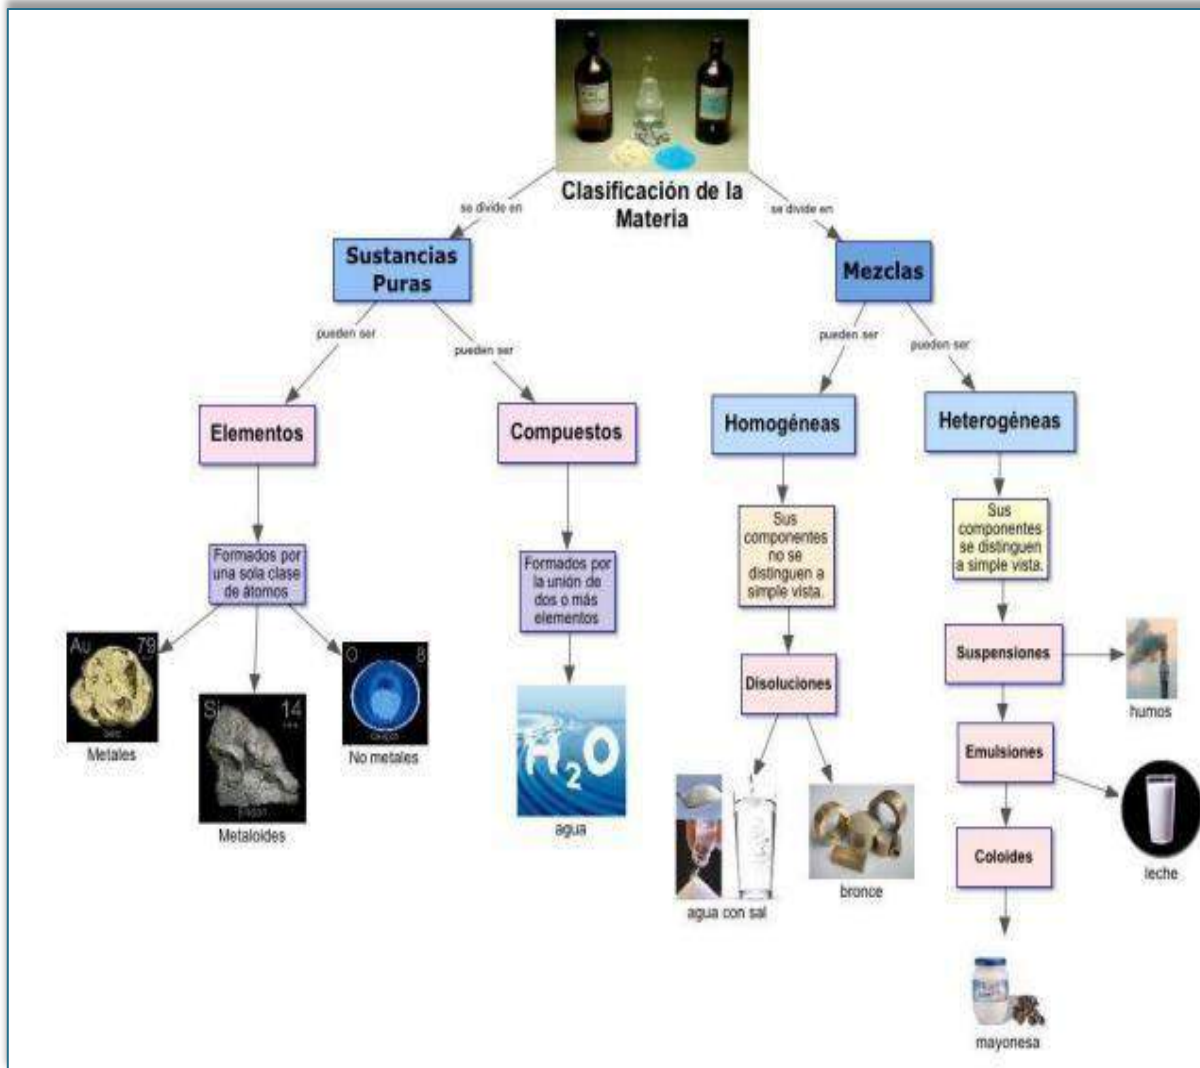 Clasificación de la
Materia
se divide en
se divide en
Sustancias
Puras
Mezclas
pueden ser
pueden ser
pueden ser
pueden ser
Elementos
Compuestos
Homogéneas
Heterogéneas
Formados por
una sola clase
de átomos
Formados por
la unión de
dos o más
elementos
Sus
componentes
no se
distinguen a
simple vista.
Sus
componentes
se distinguen
a simple vista.
Au 79
Metales
Si 14
Metaloides
O 8
No metales
H2O
agua
Disoluciones
agua con sal
bronce
Suspensiones
humos
Emulsiones
leche
Coloides
mayonesa